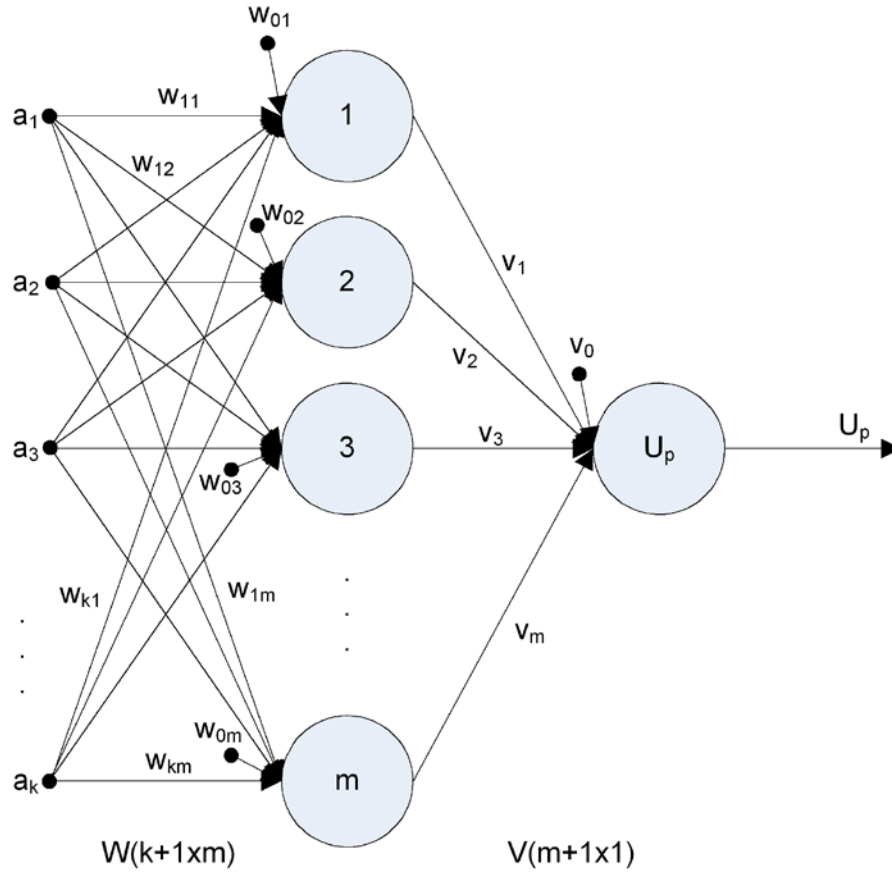 w₀₁
a₁
w₁₁
1
w₁₂
w₀₂
a₂
2
v₁
v₂
v₀
a₃
w₀₃
3
v₃
Uₚ
Uₚ
wₖ₁
w₁ₘ
.
.
.
.
.
.
vₘ
w₀ₘ
aₖ
wₖₘ
m
W(k+1xm)
V(m+1x1)